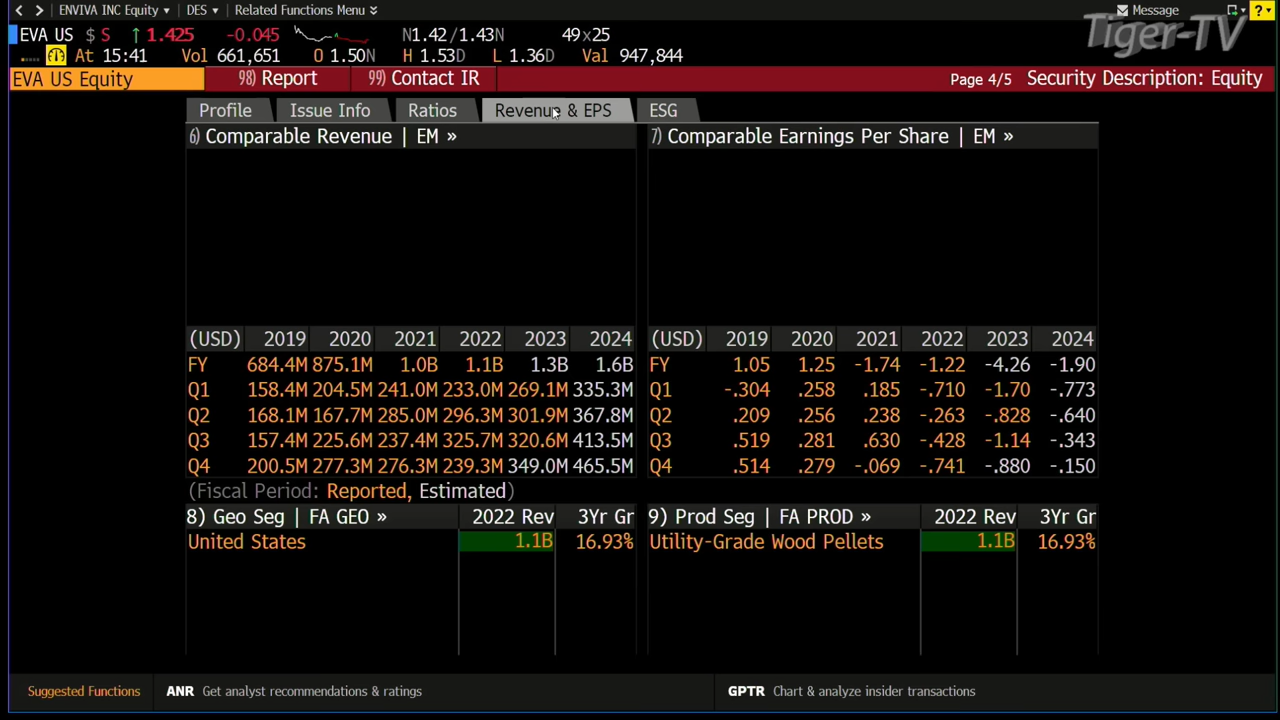 < > ENVIVA INC Equity ▾ DES ▾ Related Functions Menu Message ?
Tiger-TV
EVA US $ S ↑ 1.425 -0.045 N1.42 / 1.43N 49 x 25
At 15:41 Vol 661,651 O 1.50N H 1.53D L 1.36D Val 947,844
EVA US Equity 98) Report 99) Contact IR Page 4/5 Security Description: Equity
Profile Issue Info Ratios Revenue & EPS ESG
6) Comparable Revenue | EM » 7) Comparable Earnings Per Share | EM »
(USD) 2019 2020 2021 2022 2023 2024 (USD) 2019 2020 2021 2022 2023 2024
FY 684.4M 875.1M 1.0B 1.1B 1.3B 1.6B FY 1.05 1.25 -1.74 -1.22 -4.26 -1.90
Q1 158.4M 204.5M 241.0M 233.0M 269.1M 335.3M Q1 -.304 .258 .185 -.710 -1.70 -.773
Q2 168.1M 167.7M 285.0M 296.3M 301.9M 367.8M Q2 .209 .256 .238 -.263 -.828 -.640
Q3 157.4M 225.6M 237.4M 325.7M 320.6M 413.5M Q3 .519 .281 .630 -.428 -1.14 -.343
Q4 200.5M 277.3M 276.3M 239.3M 349.0M 465.5M Q4 .514 .279 -.069 -.741 -.880 -.150
(Fiscal Period: Reported, Estimated)
8) Geo Seg | FA GEO » 2022 Rev 3Yr Gr 9) Prod Seg | FA PROD » 2022 Rev 3Yr Gr
United States 1.1B 16.93% Utility-Grade Wood Pellets 1.1B 16.93%
Suggested Functions ANR Get analyst recommendations & ratings GPTR Chart & analyze insider transactions